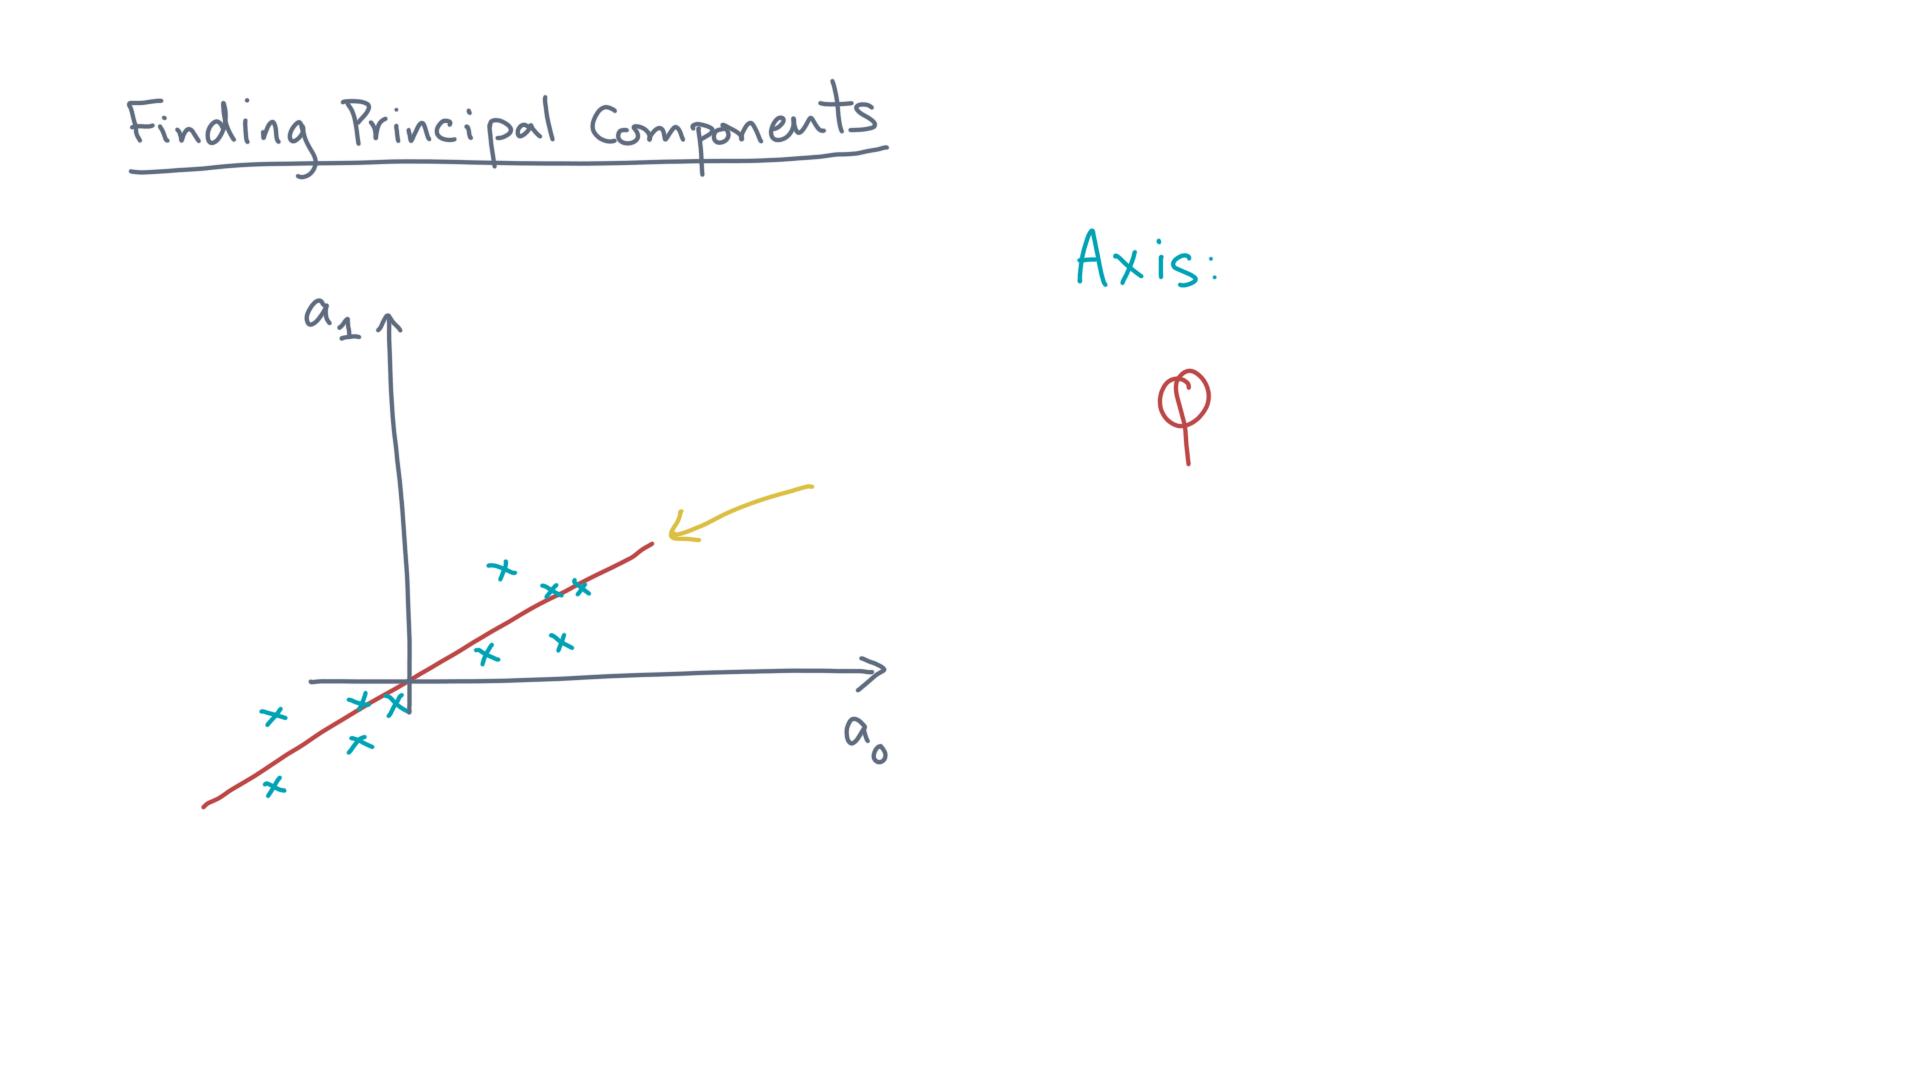 Finding Principal Components
Axis:
a₁
φ
a₀